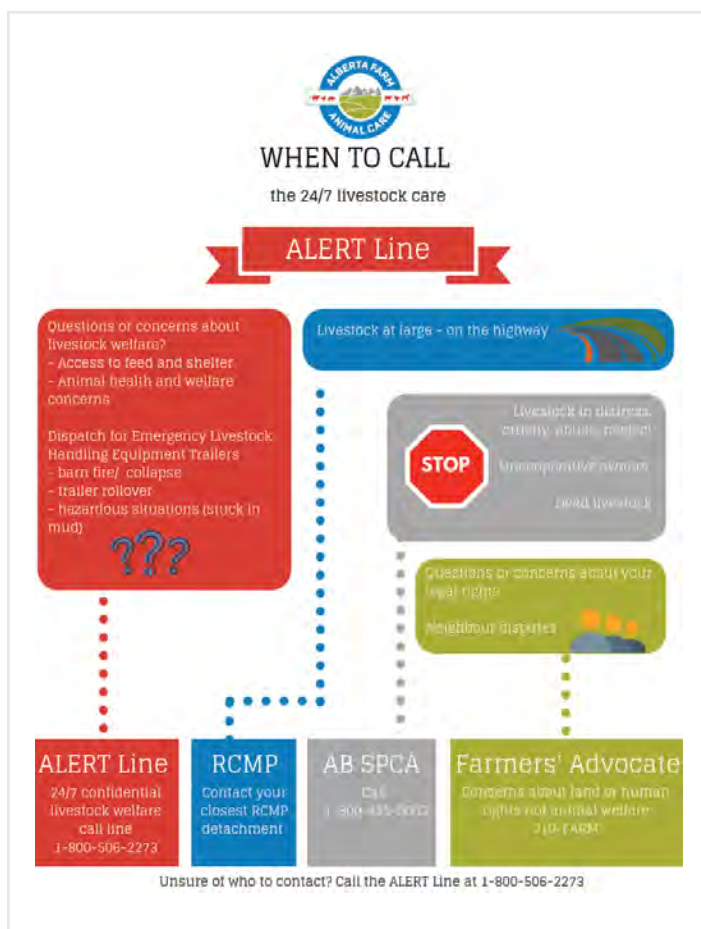 ALBERTA FARM
ANIMAL CARE
WHEN TO CALL
the 24/7 livestock care
ALERT Line
Questions or concerns about
livestock welfare?
- Access to feed and shelter
- Animal health and welfare
concerns
Dispatch for Emergency Livestock
Handling Equipment Trailers
- barn fire/ collapse
- trailer rollover
- hazardous situations (stuck in
mud)
???
Livestock at large - on the highway
STOP
Livestock in distress,
Dead livestock
Questions or concerns about your
legal rights
Neighbour disputes
ALERT Line
24/7 confidential
livestock welfare
call line
1-800-506-2273
RCMP
Contact your
closest RCMP
detachment
AB SPCA
Call
Farmers' Advocate
Concerns about land or human
rights not animal welfare
310-FARM
Unsure of who to contact? Call the ALERT Line at 1-800-506-2273